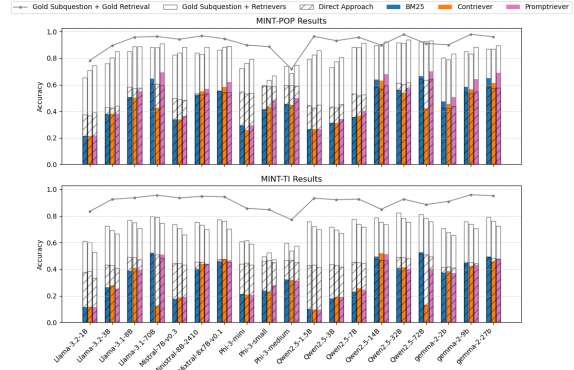 Gold Subquestion + Gold Retrieval
Gold Subquestion + Retrievers
Direct Approach
BM25
Contriever
Promptriever
MINT-POP Results
Accuracy
1.0
0.8
0.6
0.4
0.2
0.0
MINT-TI Results
Accuracy
1.0
0.8
0.6
0.4
0.2
0.0
Llama-3.2-1B
Llama-3.2-3B
Llama-3.1-8B
Llama-3.1-70B
Mistral-7B-v0.3
Ministral-8B-2410
Mixtral-8x7B-v0.1
Phi-3-mini
Phi-3-small
Phi-3-medium
Qwen2.5-1.5B
Qwen2.5-3B
Qwen2.5-7B
Qwen2.5-14B
Qwen2.5-32B
Qwen2.5-72B
gemma-2-2b
gemma-2-9b
gemma-2-27b